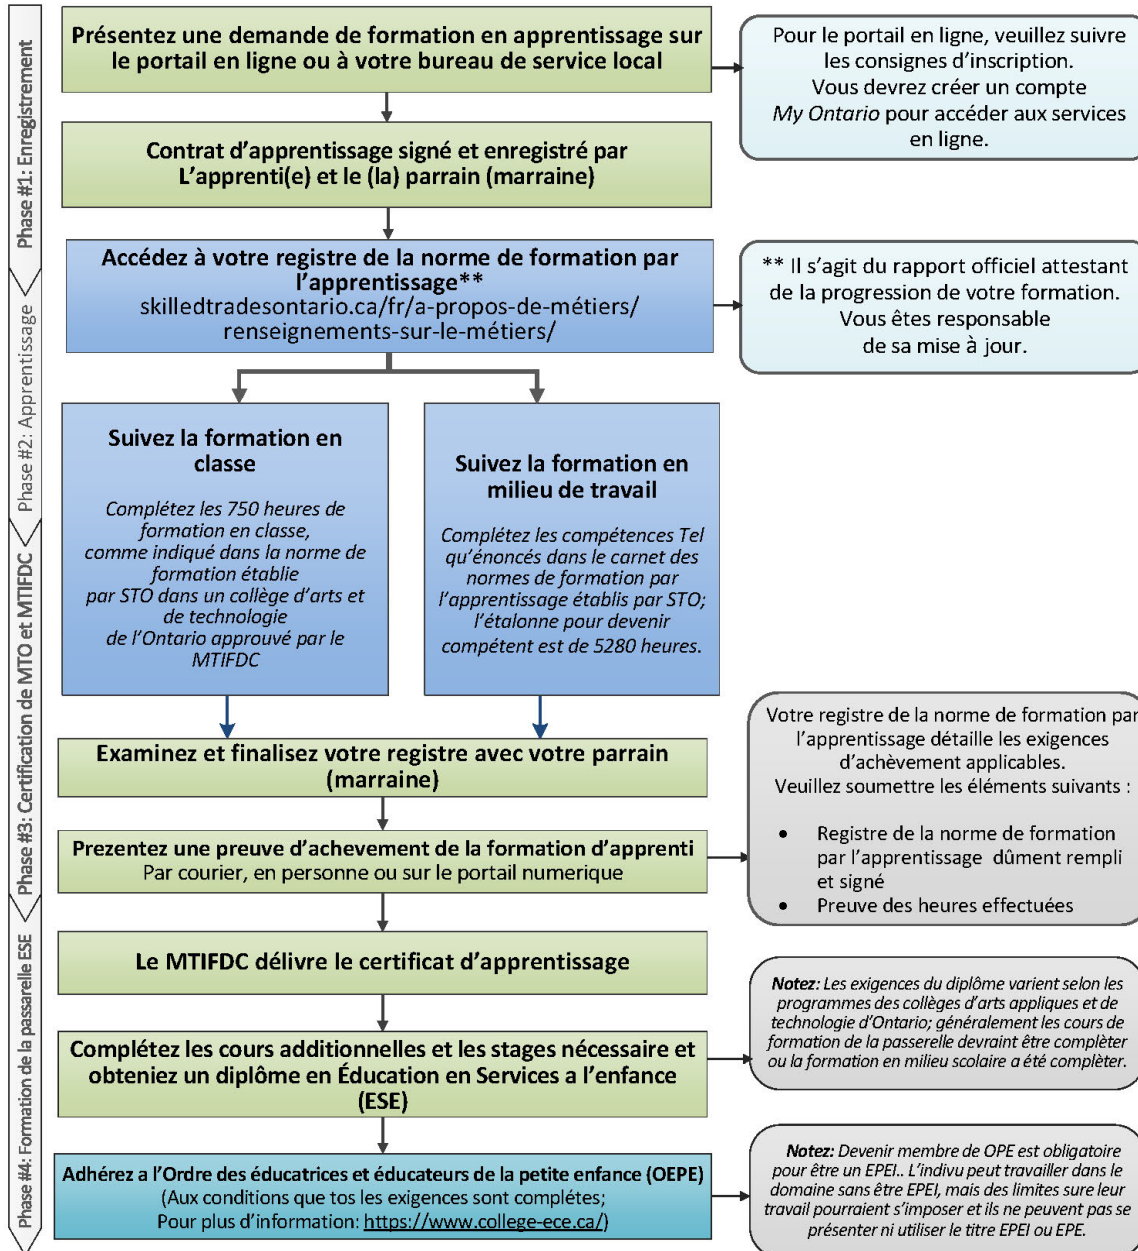 Phase #1: Enregistrement
Présentez une demande de formation en apprentissage sur
le portail en ligne ou à votre bureau de service local
Pour le portail en ligne, veuillez suivre
les consignes d'inscription.
Vous devrez créer un compte
My Ontario pour accéder aux services
en ligne.
Contrat d'apprentissage signé et enregistré par
L'apprenti(e) et le (la) parrain (marraine)
Phase #2: Apprentissage
Accédez à votre registre de la norme de formation par
l'apprentissage**
skilledtradesontario.ca/fr/a-propos-de-métiers/
renseignements-sur-le-métiers/
** Il s'agit du rapport officiel attestant
de la progression de votre formation.
Vous êtes responsable
de sa mise à jour.
Suivez la formation en
classe
Complétez les 750 heures de
formation en classe,
comme indiqué dans la norme de
formation établie
par STO dans un collège d'arts et
de technologie
de l'Ontario approuvé par le
MTIFDC
Suivez la formation en
milieu de travail
Complétez les compétences Tel
qu'énoncés dans le carnet des
normes de formation par
l'apprentissage établis par STO;
l'étalonne pour devenir
compétent est de 5280 heures.
Phase #3: Certification de MTO et MTIFDC
Examinez et finalisez votre registre avec votre parrain
(marraine)
Prezentez une preuve d'achevement de la formation d'apprenti
Par courier, en personne ou sur le portail numerique
Votre registre de la norme de formation par
l'apprentissage détaille les exigences
d'achèvement applicables.
Veuillez soumettre les éléments suivants :
• Registre de la norme de formation
par l'apprentissage dûment rempli
et signé
• Preuve des heures effectuées
Phase #4: Formation de la passarelle ESE
Le MTIFDC délivre le certificat d'apprentissage
Complétez les cours additionnelles et les stages nécessaire et
obteniez un diplôme en Éducation en Services a l'enfance
(ESE)
Notez: Les exigences du diplôme varient selon les
programmes des collèges d'arts appliques et de
technologie d'Ontario; généralement les cours de
formation de la passerelle devraint être complèter
ou la formation en milieu scolaire a été complèter.
Adhérez a l'Ordre des éducatrices et éducateurs de la petite enfance (OEPE)
(Aux conditions que tos les exigences sont complétes;
Pour plus d'information: https://www.college-ece.ca/)
Notez: Devenir membre de OPE est obligatoire
pour être un EPEI.. L'indivu peut travailler dans le
domaine sans être EPEI, mais des limites sure leur
travail pourraient s'imposer et ils ne peuvent pas se
présenter ni utiliser le titre EPEI ou EPE.